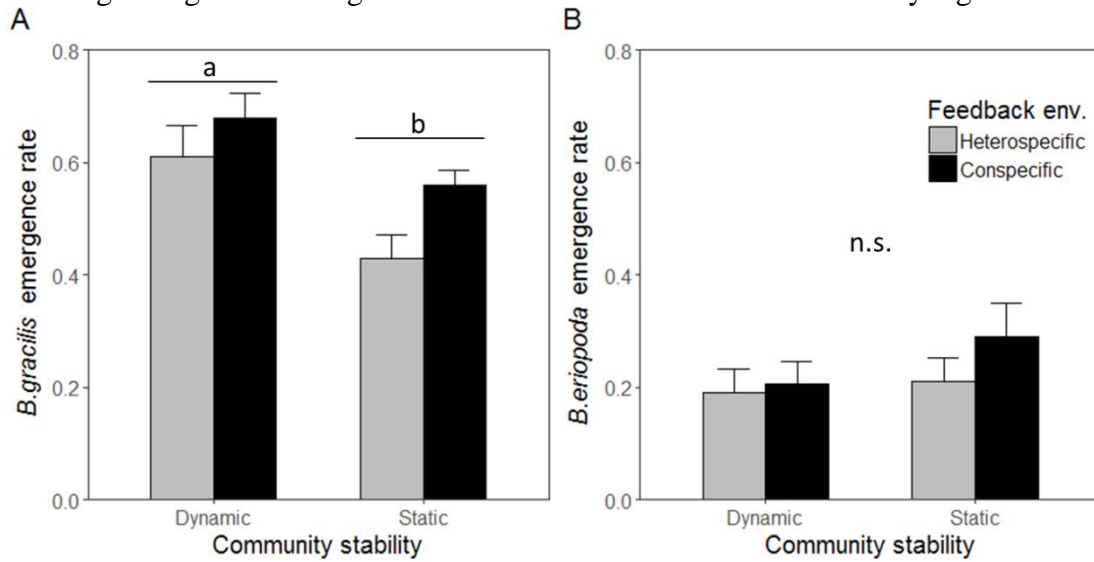 A
B
0.8
0.6
0.4
0.2
0.0
B.gracilis emergence rate
a
b
Dynamic
Static
Community stability
0.8
0.6
0.4
0.2
0.0
B.eriopoda emergence rate
Feedback env.
Heterospecific
Conspecific
n.s.
Dynamic
Static
Community stability